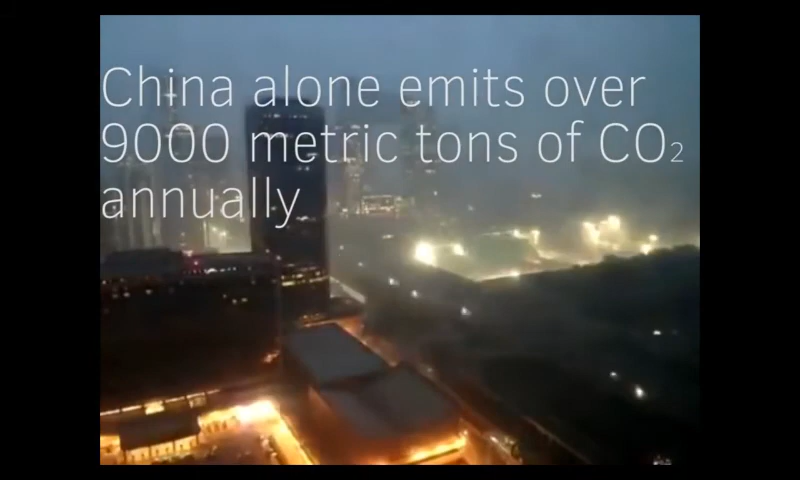 China alone emits over
9000 metric tons of CO₂
annually